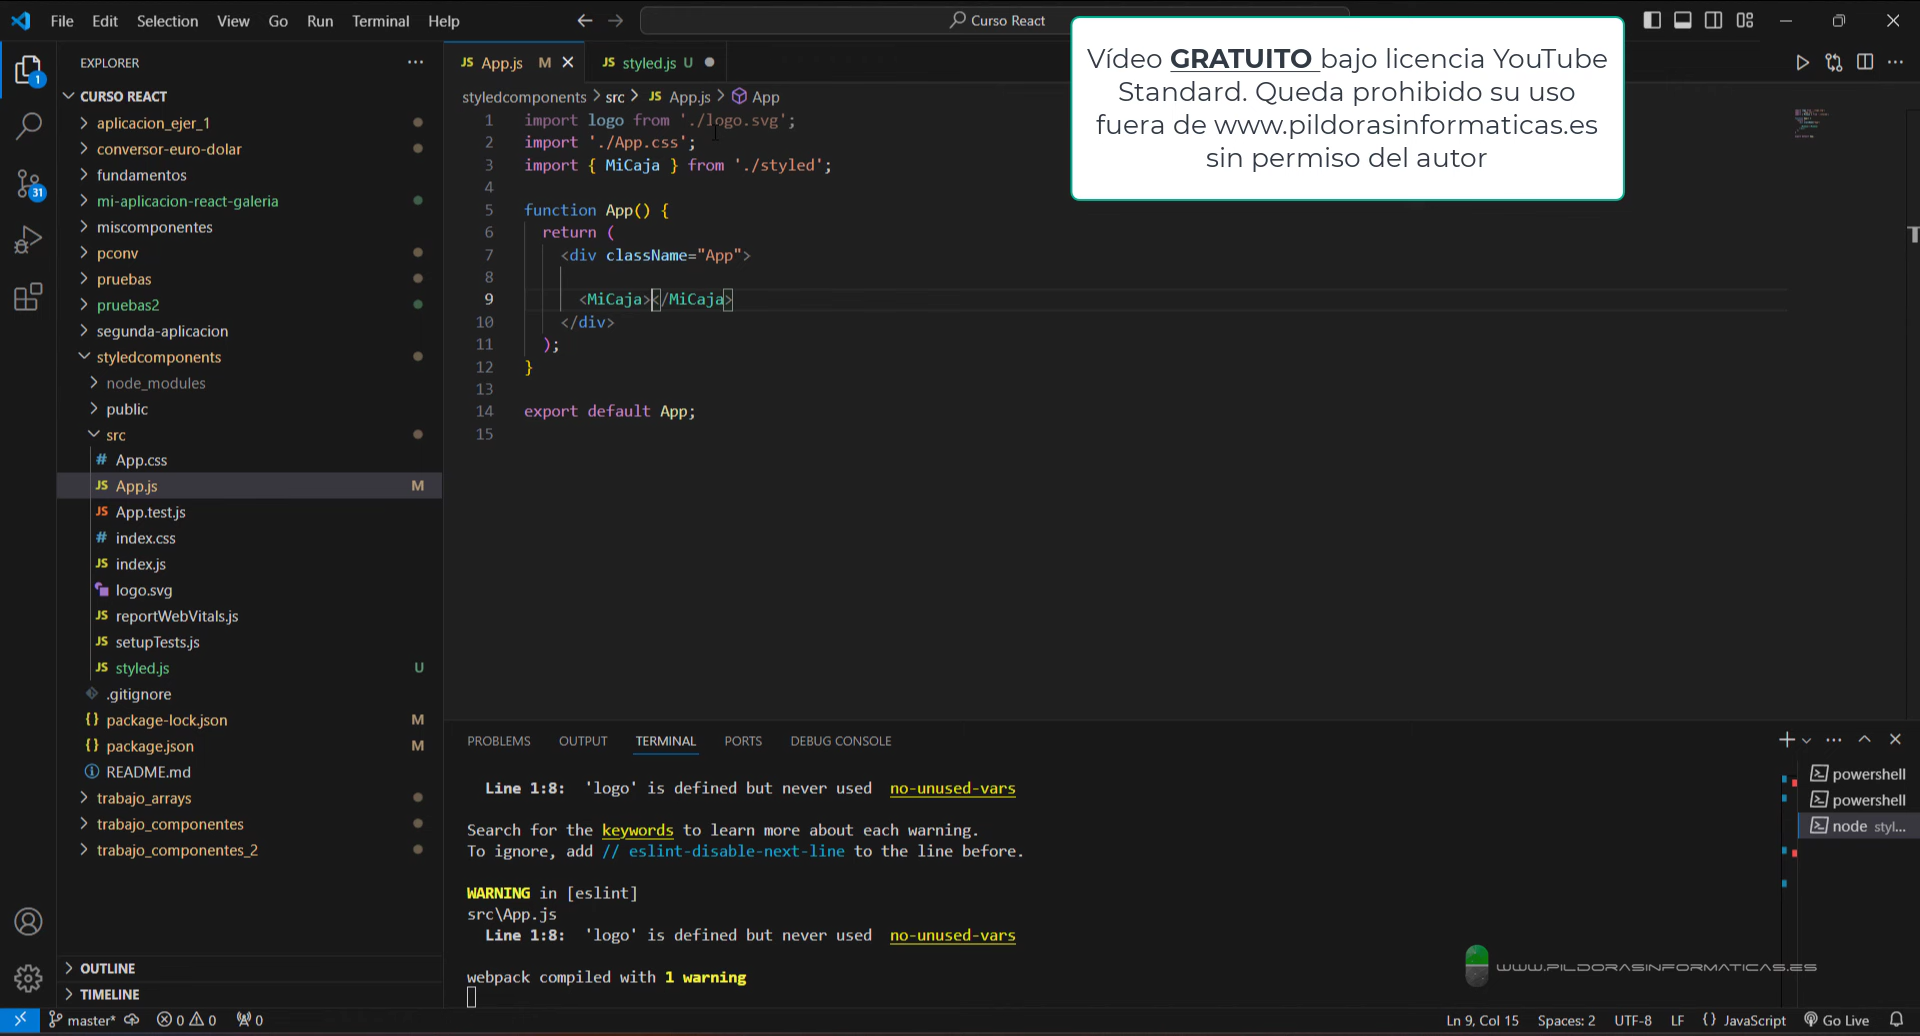 File Edit Selection View Go Run Terminal Help
Curso React
Vídeo GRATUITO bajo licencia YouTube
Standard. Queda prohibido su uso
fuera de www.pildorasinformaticas.es
sin permiso del autor
EXPLORER
CURSO REACT
aplicacion_ejer_1
conversor-euro-dolar
fundamentos
mi-aplicacion-react-galeria
miscomponentes
pconv
pruebas
pruebas2
segunda-aplicacion
styledcomponents
node_modules
public
src
# App.css
JS App.js M
JS App.test.js
# index.css
JS index.js
logo.svg
JS reportWebVitals.js
JS setupTests.js
JS styled.js U
.gitignore
{} package-lock.json M
{} package.json M
README.md
trabajo_arrays
trabajo_componentes
trabajo_componentes_2
OUTLINE
TIMELINE
1
31
JS App.js M
JS styled.js U
styledcomponents > src > JS App.js > App
1 import logo from './logo.svg';
2 import './App.css';
3 import { MiCaja } from './styled';
4
5 function App() {
6 return (
7 <div className="App">
8
9 <MiCaja></MiCaja>
10 </div>
11 );
12 }
13
14 export default App;
15
PROBLEMS OUTPUT TERMINAL PORTS DEBUG CONSOLE
Line 1:8: 'logo' is defined but never used no-unused-vars
Search for the keywords to learn more about each warning.
To ignore, add // eslint-disable-next-line to the line before.
WARNING in [eslint]
src\App.js
Line 1:8: 'logo' is defined but never used no-unused-vars
webpack compiled with 1 warning
powershell
powershell
node styl...
WWW.PILDORASINFORMATICAS.ES
master* 0 0 0
Ln 9, Col 15 Spaces: 2 UTF-8 LF {} JavaScript Go Live